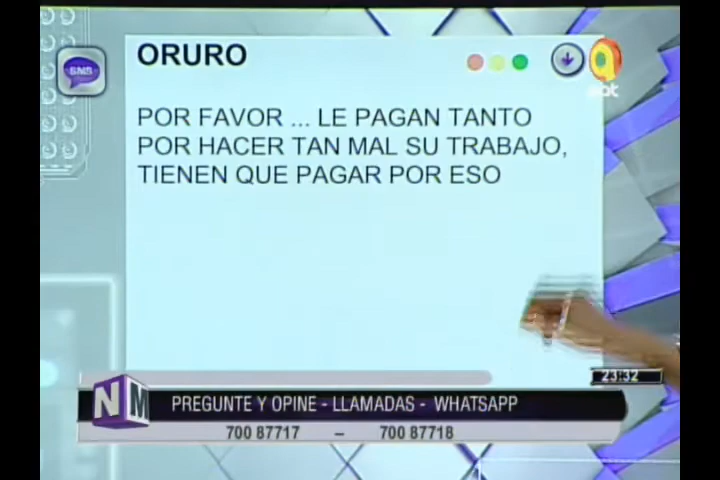 ORURO
SMS
POR FAVOR ... LE PAGAN TANTO
POR HACER TAN MAL SU TRABAJO,
TIENEN QUE PAGAR POR ESO
23:32
NM
PREGUNTE Y OPINE - LLAMADAS - WHATSAPP
700 87717 – 700 87718